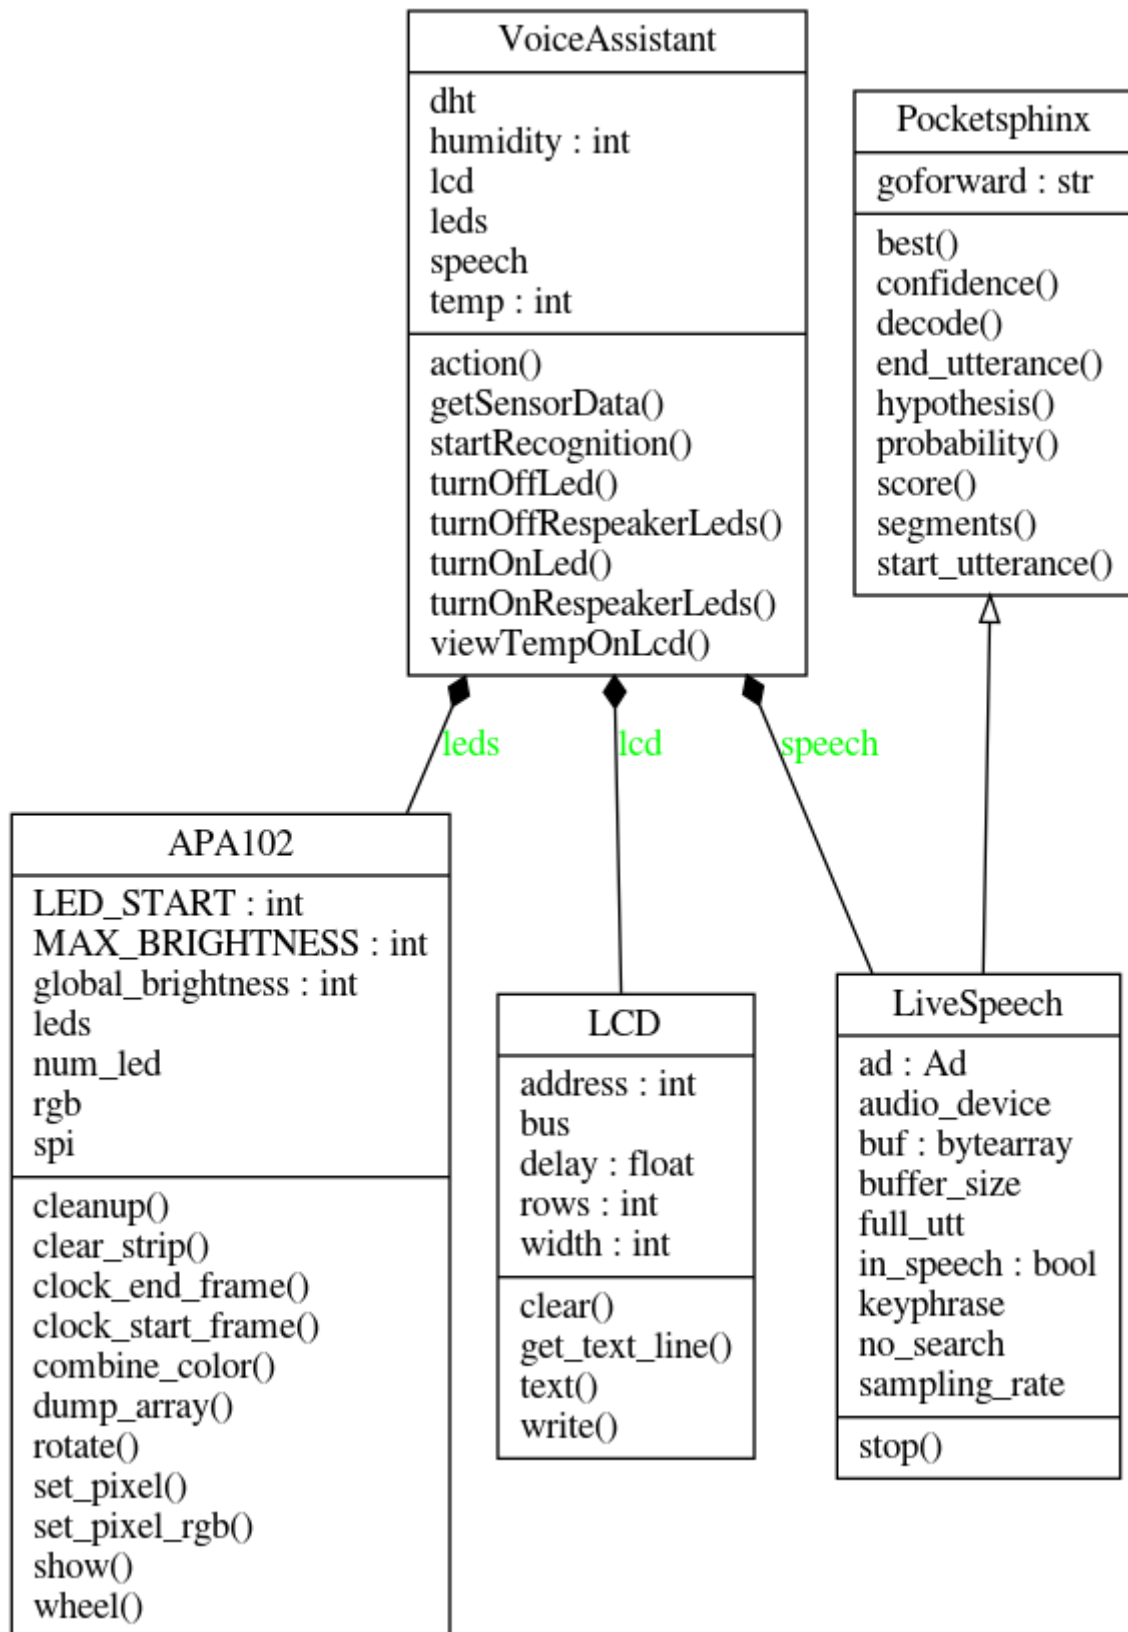 VoiceAssistant
dht
humidity : int
lcd
leds
speech
temp : int
action()
getSensorData()
startRecognition()
turnOffLed()
turnOffRespeakerLeds()
turnOnLed()
turnOnRespeakerLeds()
viewTempOnLcd()
Pocketsphinx
goforward : str
best()
confidence()
decode()
end_utterance()
hypothesis()
probability()
score()
segments()
start_utterance()
leds
lcd
speech
APA102
LED_START : int
MAX_BRIGHTNESS : int
global_brightness : int
leds
num_led
rgb
spi
cleanup()
clear_strip()
clock_end_frame()
clock_start_frame()
combine_color()
dump_array()
rotate()
set_pixel()
set_pixel_rgb()
show()
wheel()
LCD
address : int
bus
delay : float
rows : int
width : int
clear()
get_text_line()
text()
write()
LiveSpeech
ad : Ad
audio_device
buf : bytearray
buffer_size
full_utt
in_speech : bool
keyphrase
no_search
sampling_rate
stop()